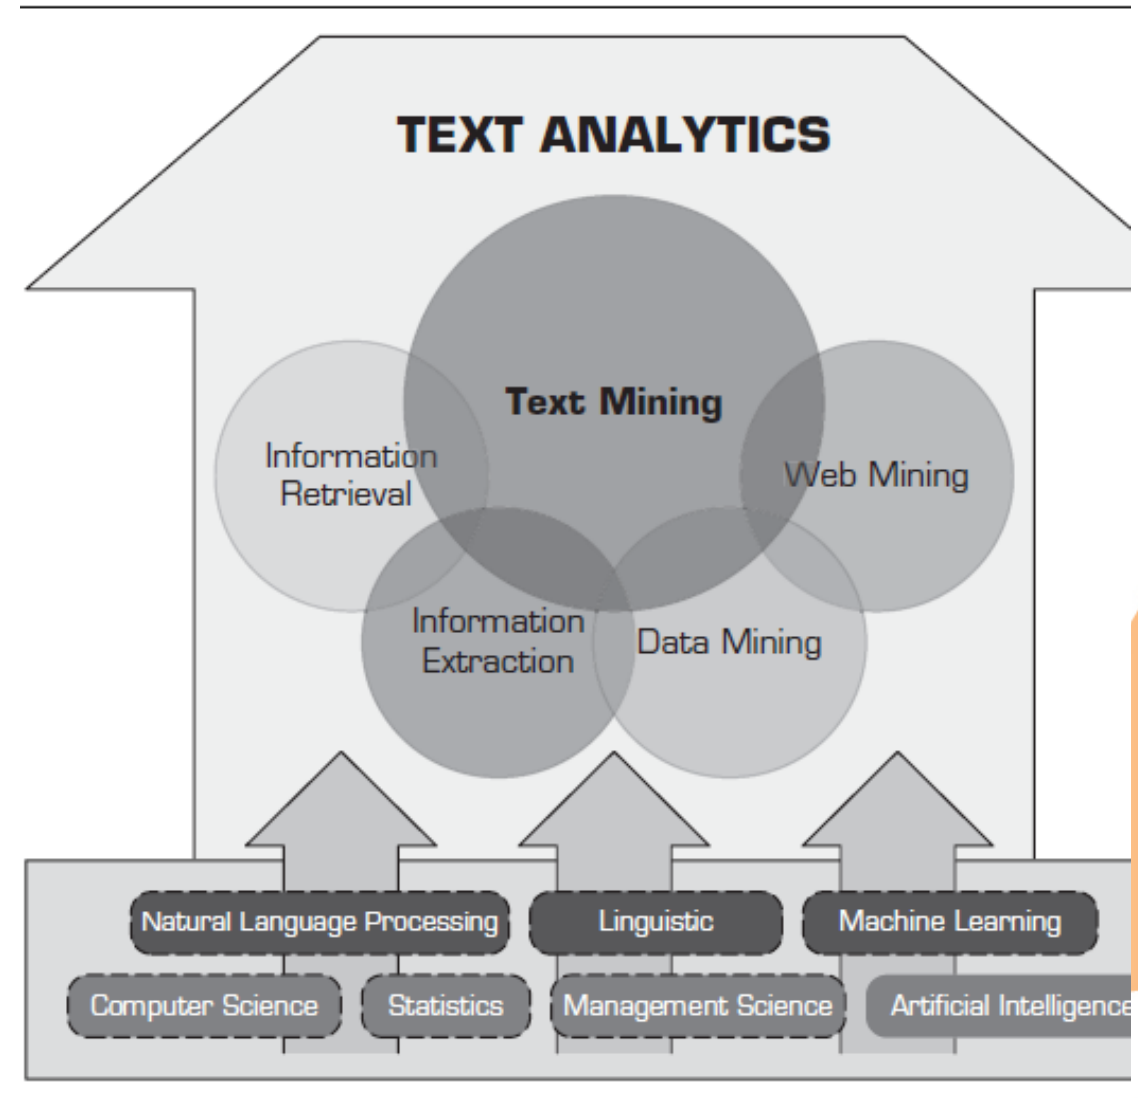 TEXT ANALYTICS
Text Mining
Information
Retrieval
Web Mining
Information
Extraction
Data Mining
Natural Language Processing
Linguistic
Machine Learning
Computer Science
Statistics
Management Science
Artificial Intelligence